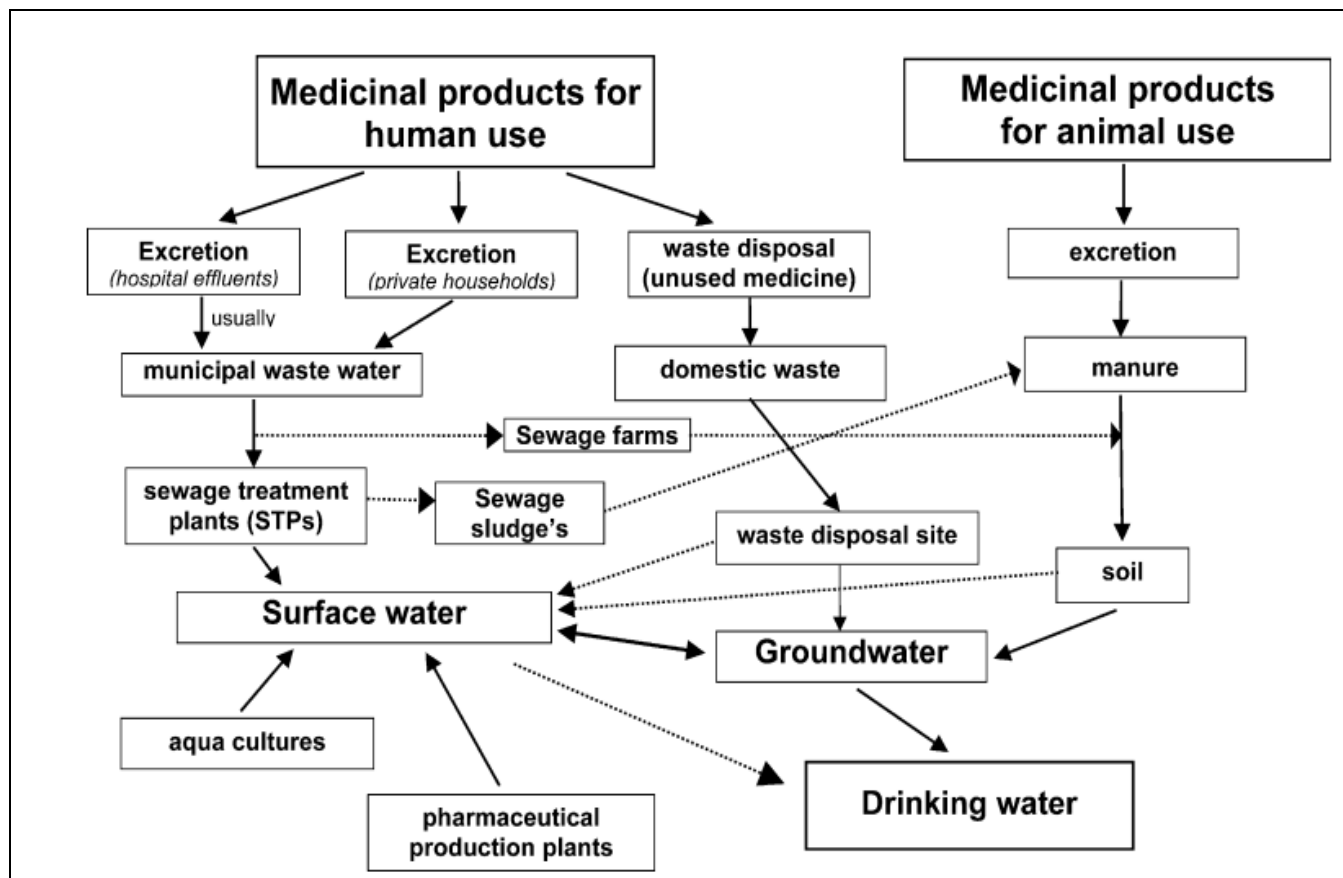 Medicinal products for
human use
Medicinal products
for animal use
Excretion
(hospital effluents)
Excretion
(private households)
waste disposal
(unused medicine)
excretion
usually
municipal waste water
domestic waste
manure
Sewage farms
sewage treatment
plants (STPs)
Sewage
sludge's
waste disposal site
soil
Surface water
Groundwater
aqua cultures
Drinking water
pharmaceutical
production plants